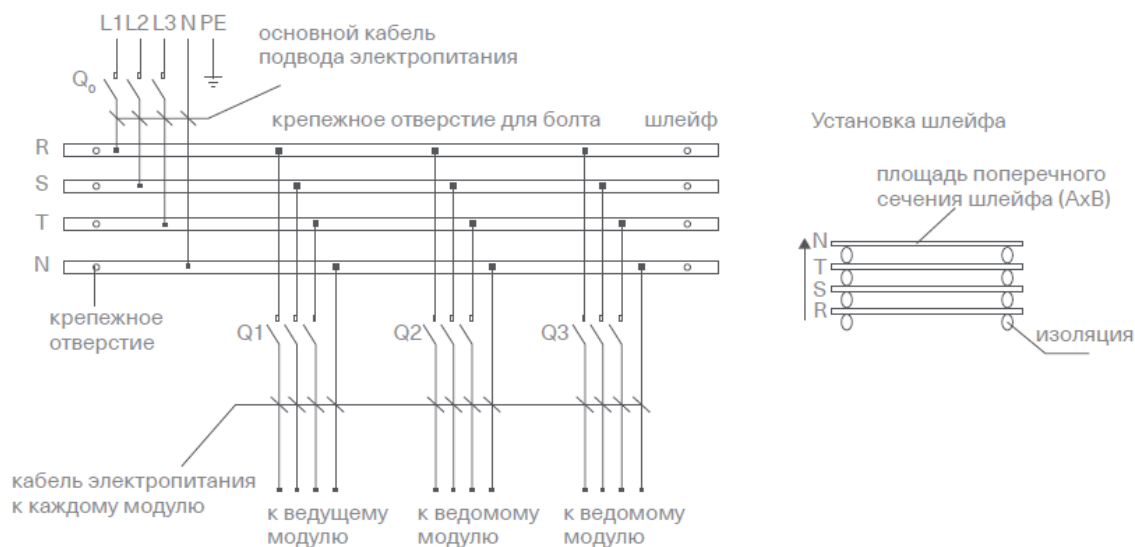 L1 L2 L3 N PE
основной кабель
подвода электропитания
Q₀
крепежное отверстие для болта
шлейф
R
S
T
N
крепежное
отверстие
Q1
Q2
Q3
кабель электропитания
к каждому модулю
к ведущему
модулю
к ведомому
модулю
к ведомому
модулю
Установка шлейфа
площадь поперечного
сечения шлейфа (AxB)
N
T
S
R
изоляция